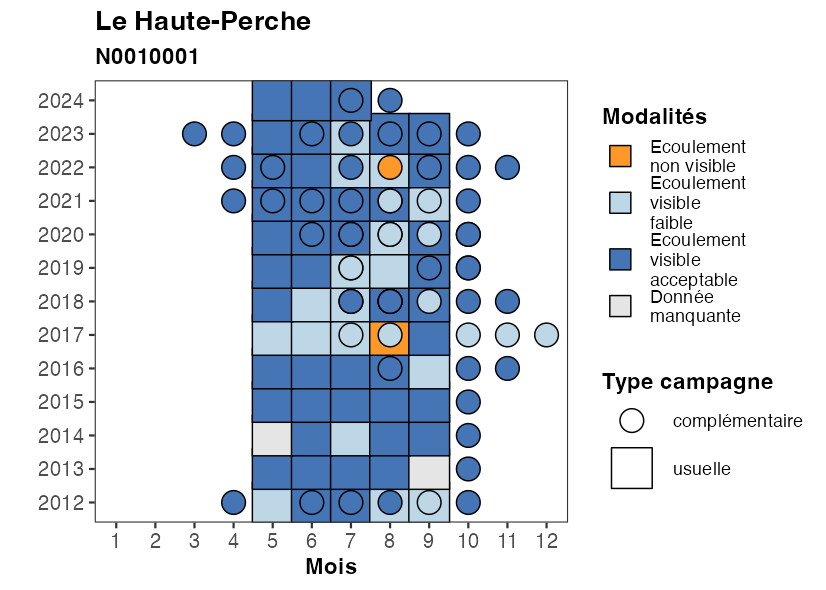 Le Haute-Perche
N0010001
2024
2023
2022
2021
2020
2019
2018
2017
2016
2015
2014
2013
2012
1 2 3 4 5 6 7 8 9 10 11 12
Mois
Modalités
Ecoulement
non visible
Ecoulement
visible
faible
Ecoulement
visible
acceptable
Donnée
manquante
Type campagne
complémentaire
usuelle